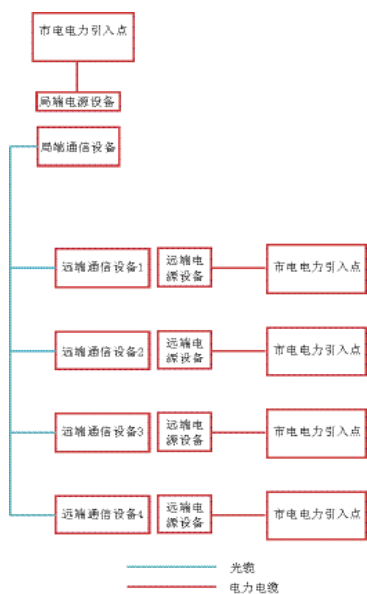 市电电力引入点
局端电源设备
局端通信设备
远端通信设备1
远端电
源设备
市电电力引入点
远端通信设备2
远端电
源设备
市电电力引入点
远端通信设备3
远端电
源设备
市电电力引入点
远端通信设备4
远端电
源设备
市电电力引入点
光缆
电力电缆